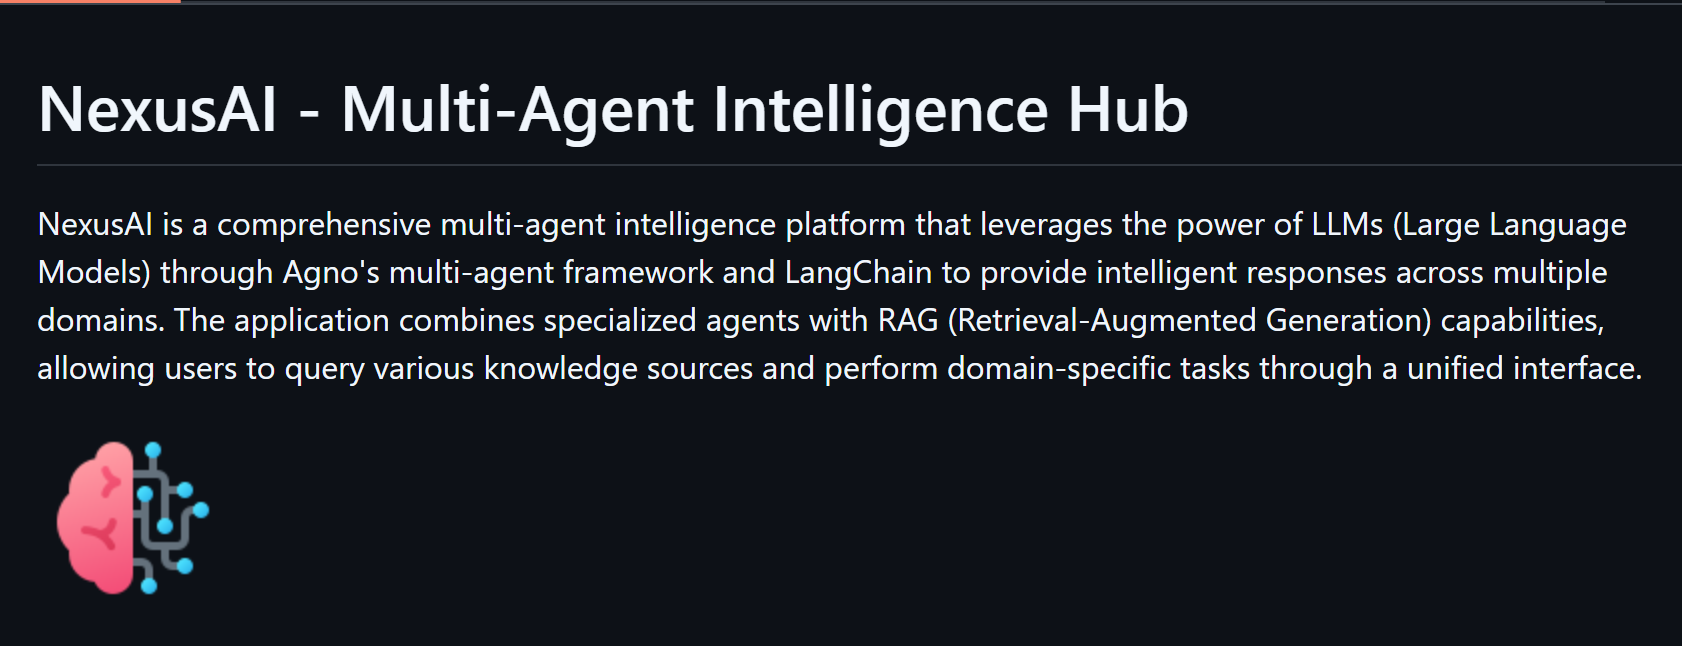 NexusAI - Multi-Agent Intelligence Hub
NexusAI is a comprehensive multi-agent intelligence platform that leverages the power of LLMs (Large Language
Models) through Agno's multi-agent framework and LangChain to provide intelligent responses across multiple
domains. The application combines specialized agents with RAG (Retrieval-Augmented Generation) capabilities,
allowing users to query various knowledge sources and perform domain-specific tasks through a unified interface.